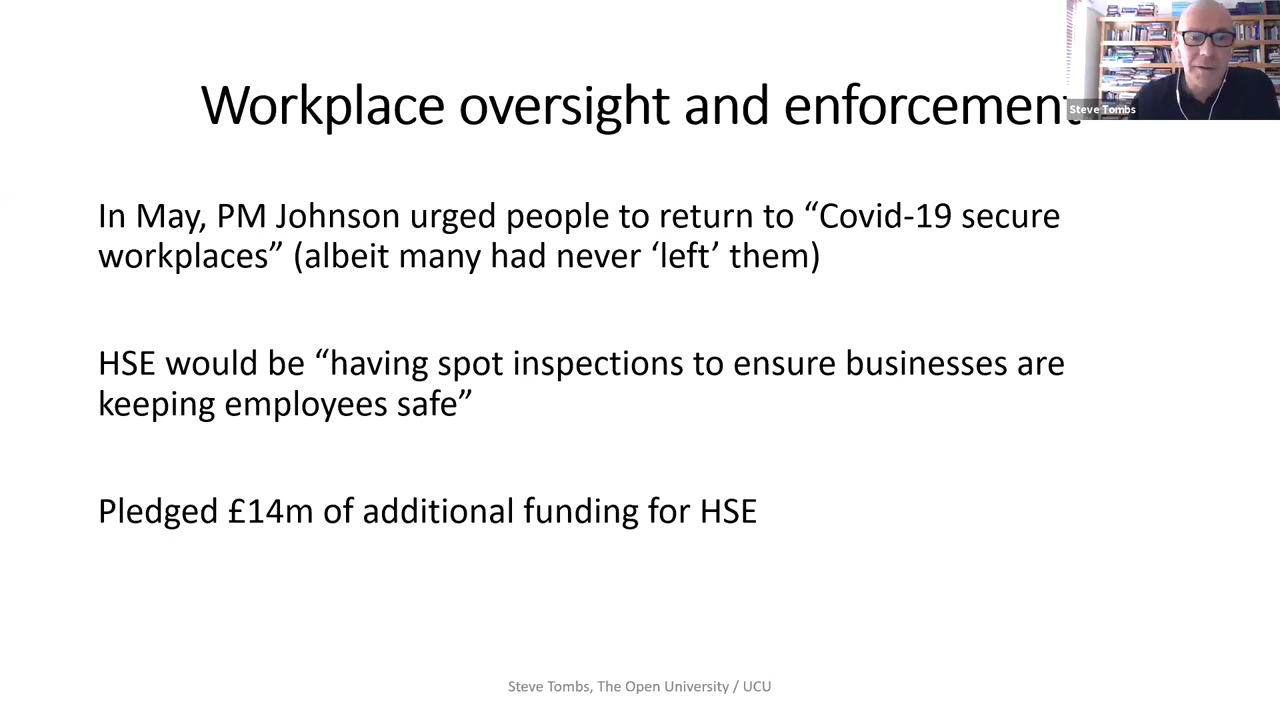 Workplace oversight and enforcement
Steve Tombs
In May, PM Johnson urged people to return to “Covid-19 secure
workplaces” (albeit many had never ‘left’ them)
HSE would be “having spot inspections to ensure businesses are
keeping employees safe”
Pledged £14m of additional funding for HSE
Steve Tombs, The Open University / UCU